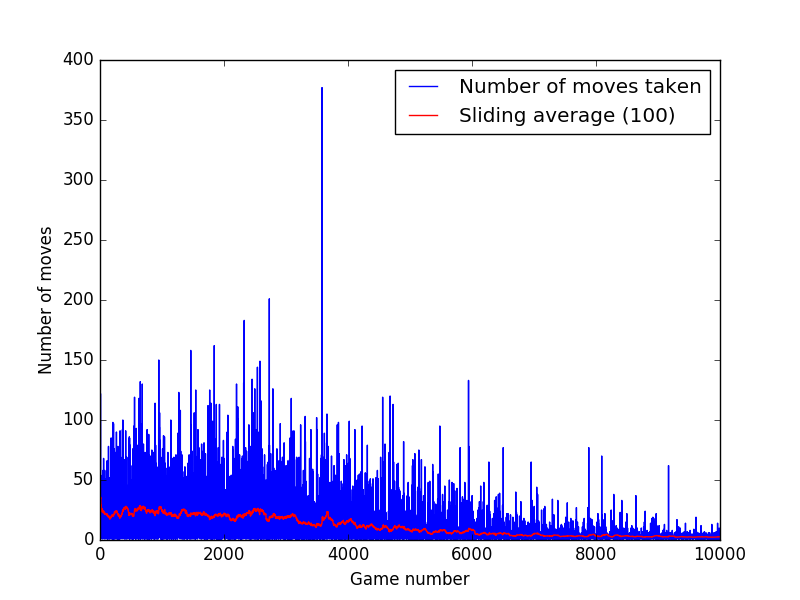 400
350
300
250
200
150
100
50
0
Number of moves
Number of moves taken
Sliding average (100)
0 2000 4000 6000 8000 10000
Game number